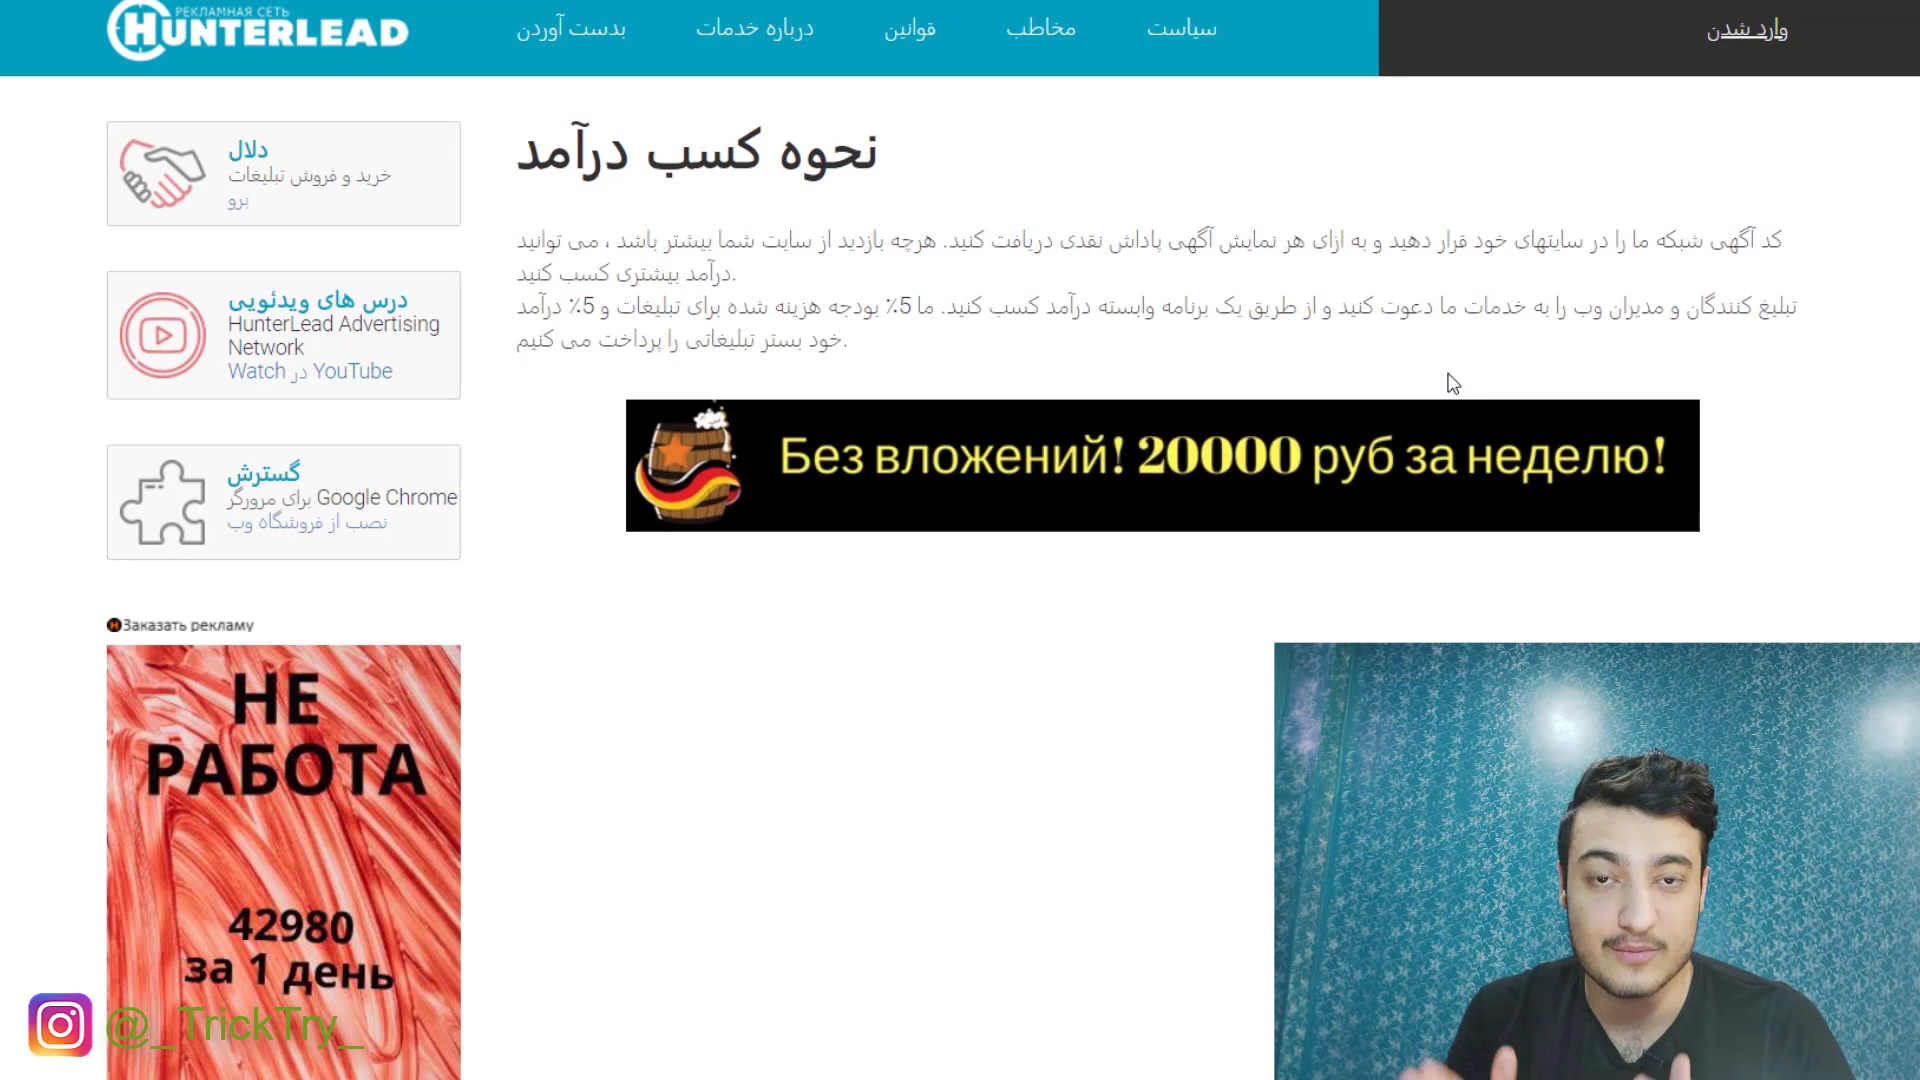 РЕКЛАМНАЯ СЕТЬ
HUNTERLEAD
بدست آوردن
درباره خدمات
قوانین
مخاطب
سیاست
وارد شدن
دلال
خرید و فروش تبلیغات
برو
درس های ویدئویی
HunterLead Advertising
Network
Watch در YouTube
گسترش
برای مرورگر Google Chrome
نصب از فروشگاه وب
Заказать рекламу
НЕ
РАБОТА
42980
за 1 день
@_TrickTry_
نحوه کسب درآمد
کد آگهی شبکه ما را در سایتهای خود قرار دهید و به ازای هر نمایش آگهی پاداش نقدی دریافت کنید. هرچه بازدید از سایت شما بیشتر باشد ، می توانید
درآمد بیشتری کسب کنید.
تبلیغ کنندگان و مدیران وب را به خدمات ما دعوت کنید و از طریق یک برنامه وابسته درآمد کسب کنید. ما 5٪ بودجه هزینه شده برای تبلیغات و 5٪ درآمد
خود بستر تبلیغاتی را پرداخت می کنیم.
Без вложений! 20000 руб за неделю!